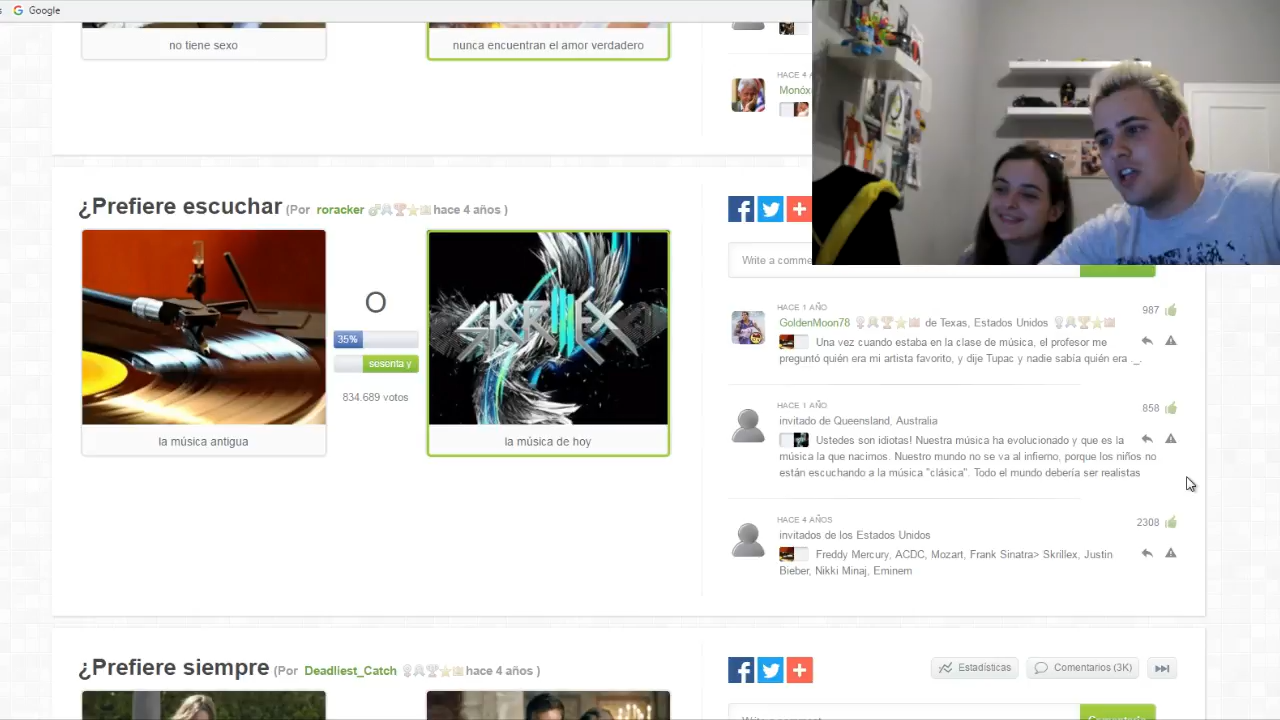 s Google
no tiene sexo
nunca encuentran el amor verdadero
HACE 4
Monóx
¿Prefiere escuchar (Por roracker hace 4 años )
O
35%
sesenta y
834.689 votos
SKRILLEX
la música antigua
la música de hoy
Write a comme
HACE 1 AÑO
987
GoldenMoon78 de Texas, Estados Unidos
Una vez cuando estaba en la clase de música, el profesor me
preguntó quién era mi artista favorito, y dije Tupac y nadie sabía quién era ._.
HACE 1 AÑO
858
invitado de Queensland, Australia
Ustedes son idiotas! Nuestra música ha evolucionado y que es la
música la que nacimos. Nuestro mundo no se va al infierno, porque los niños no
están escuchando a la música "clásica". Todo el mundo debería ser realistas
HACE 4 AÑOS
2308
invitados de los Estados Unidos
Freddy Mercury, ACDC, Mozart, Frank Sinatra> Skrillex, Justin
Bieber, Nikki Minaj, Eminem
¿Prefiere siempre (Por Deadliest_Catch hace 4 años )
Estadísticas
Comentarios (3K)
Write a comment
Comentario